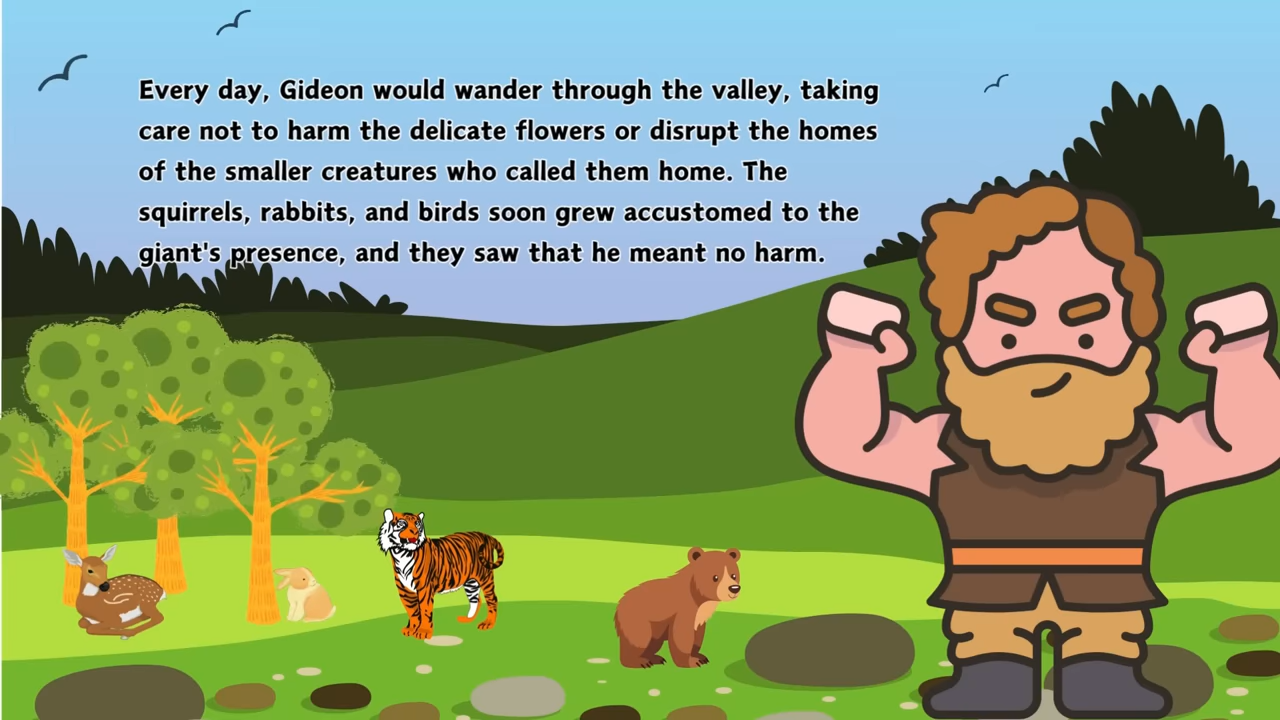 Every day, Gideon would wander through the valley, taking
care not to harm the delicate flowers or disrupt the homes
of the smaller creatures who called them home. The
squirrels, rabbits, and birds soon grew accustomed to the
giant's presence, and they saw that he meant no harm.